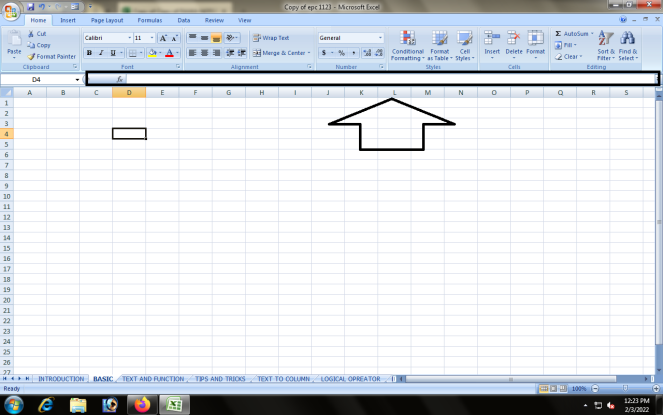 Copy of epc 1123 - Microsoft Excel
Home Insert Page Layout Formulas Data Review View
Paste Cut Copy Format Painter
Calibri 11 A A
B I U
Wrap Text
Merge & Center
General
$ % ,
Conditional Formatting Format as Table Cell Styles
Insert Delete Format
Σ AutoSum Fill Clear
Sort & Filter Find & Select
Clipboard Font Alignment Number Styles Cells Editing
D4 fx
A B C D E F G H I J K L M N O P Q R S
1
2
3
4
5
6
7
8
9
10
11
12
13
14
15
16
17
18
19
20
21
22
23
24
25
26
27
INTRODUCTION BASIC TEXT AND FUNCTION TIPS AND TRICKS TEXT TO COLUMN LOGICAL OPREATOR
Ready 100%
12:23 PM
2/3/2022